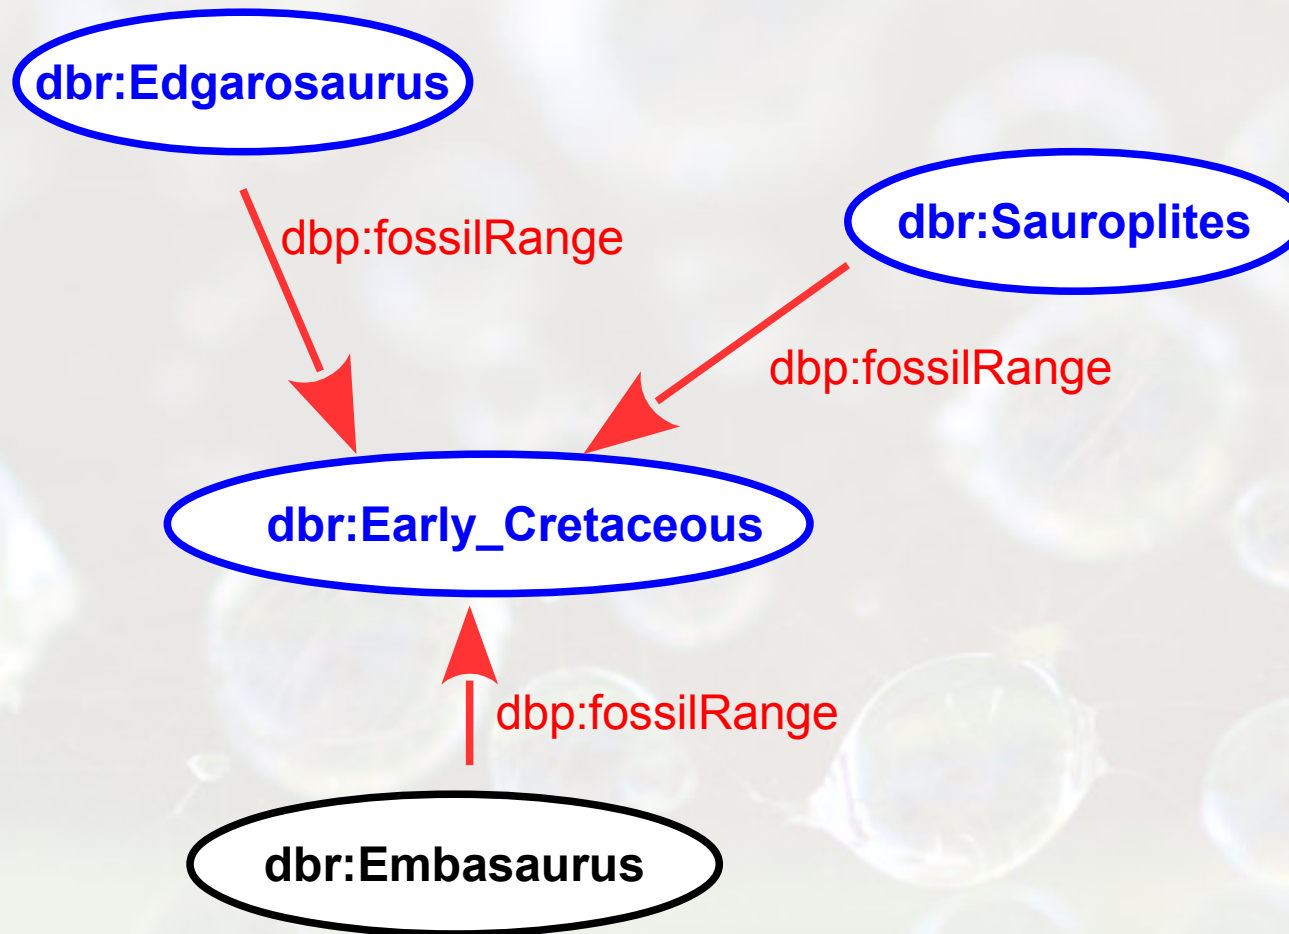 dbr:Edgarosaurus
dbp:fossilRange
dbr:Sauroplites
dbp:fossilRange
dbr:Early_Cretaceous
dbp:fossilRange
dbr:Embasaurus